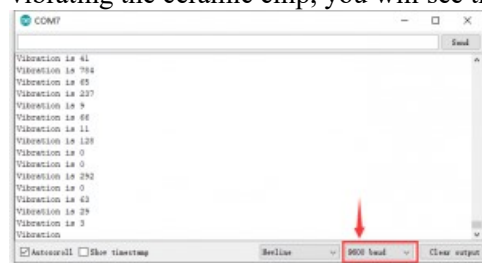 vibrating the ceramic chip, you will see t
COM7
Send
Vibration is 41
Vibration is 784
Vibration is 65
Vibration is 237
Vibration is 9
Vibration is 66
Vibration is 11
Vibration is 128
Vibration is 0
Vibration is 0
Vibration is 292
Vibration is 0
Vibration is 63
Vibration is 29
Vibration is 3
Vibration
Autoscroll Show timestamp Newline 9600 baud Clear output